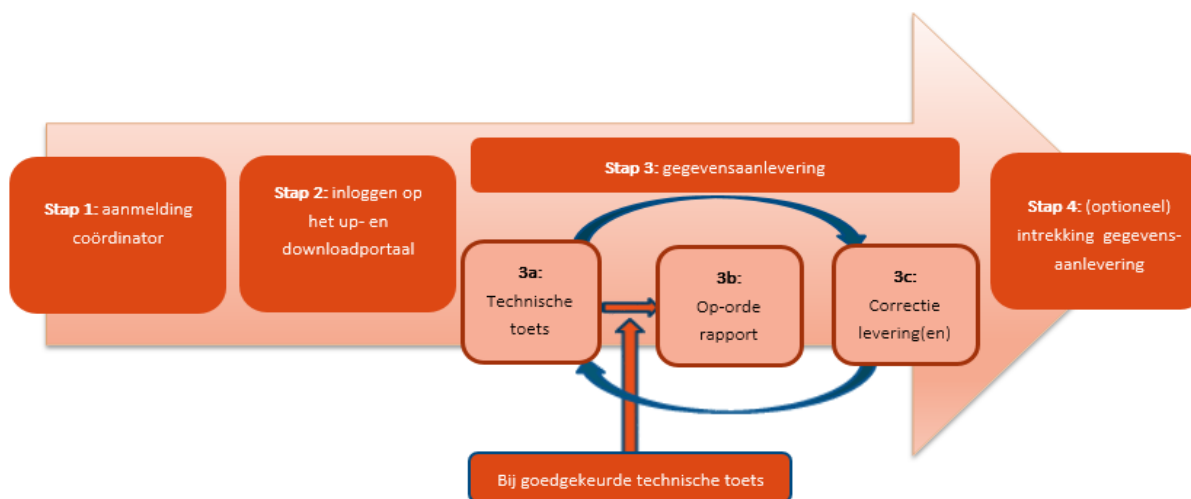 Stap 1: aanmelding
coördinator
Stap 2: inloggen op
het up- en
downloadportaal
Stap 3: gegevensaanlevering
3a:
Technische
toets
3b:
Op-orde
rapport
3c:
Correctie
levering(en)
Stap 4: (optioneel)
intrekking gegevens-
aanlevering
Bij goedgekeurde technische toets